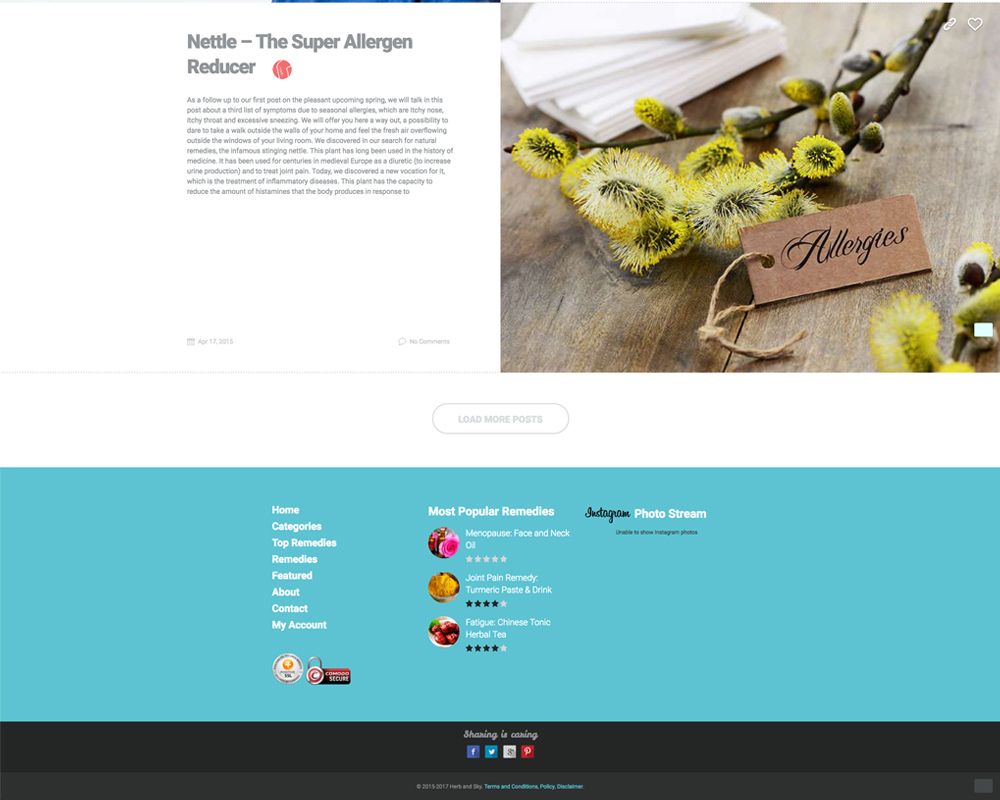 Nettle – The Super Allergen
Reducer
As a follow up to our first post on the pleasant upcoming spring, we will talk in this
post about a third list of symptoms due to seasonal allergies, which are itchy nose,
itchy throat and excessive sneezing. We will offer you here a way out, a possibility to
dare to take a walk outside the walls of your home and feel the fresh air overflowing
outside the windows of your living room. We discovered in our search for natural
remedies, the infamous stinging nettle. This plant has long been used in the history of
medicine. It has been used for centuries in medieval Europe as a diuretic (to increase
urine production) and to treat joint pain. Today, we discovered a new vocation for it,
which is the treatment of inflammatory diseases. This plant has the capacity to
reduce the amount of histamines that the body produces in response to
Apr 17, 2015
No Comments
Allergies
LOAD MORE POSTS
Home
Categories
Top Remedies
Remedies
Featured
About
Contact
My Account
Most Popular Remedies
Menopause: Face and Neck
Oil
Joint Pain Remedy:
Turmeric Paste & Drink
Fatigue: Chinese Tonic
Herbal Tea
Instagram Photo Stream
Unable to show Instagram photos
SSL
COMODO
SECURE
Sharing is caring
© 2015-2017 Herb and Sky. Terms and Conditions, Policy, Disclaimer.